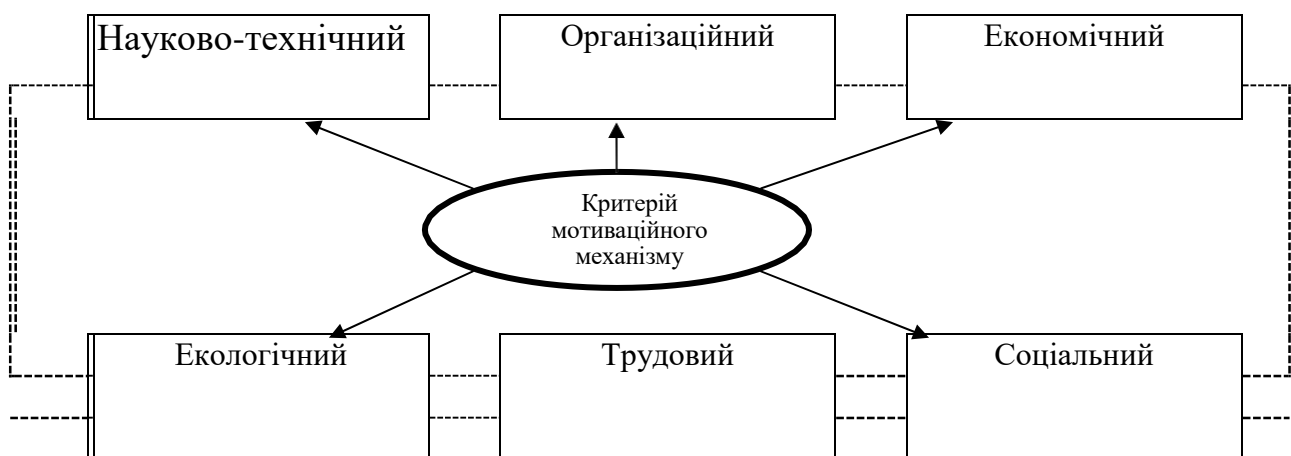 Науково-технічний
Організаційний
Економічний
Критерій
мотиваційного
механізму
Екологічний
Трудовий
Соціальний